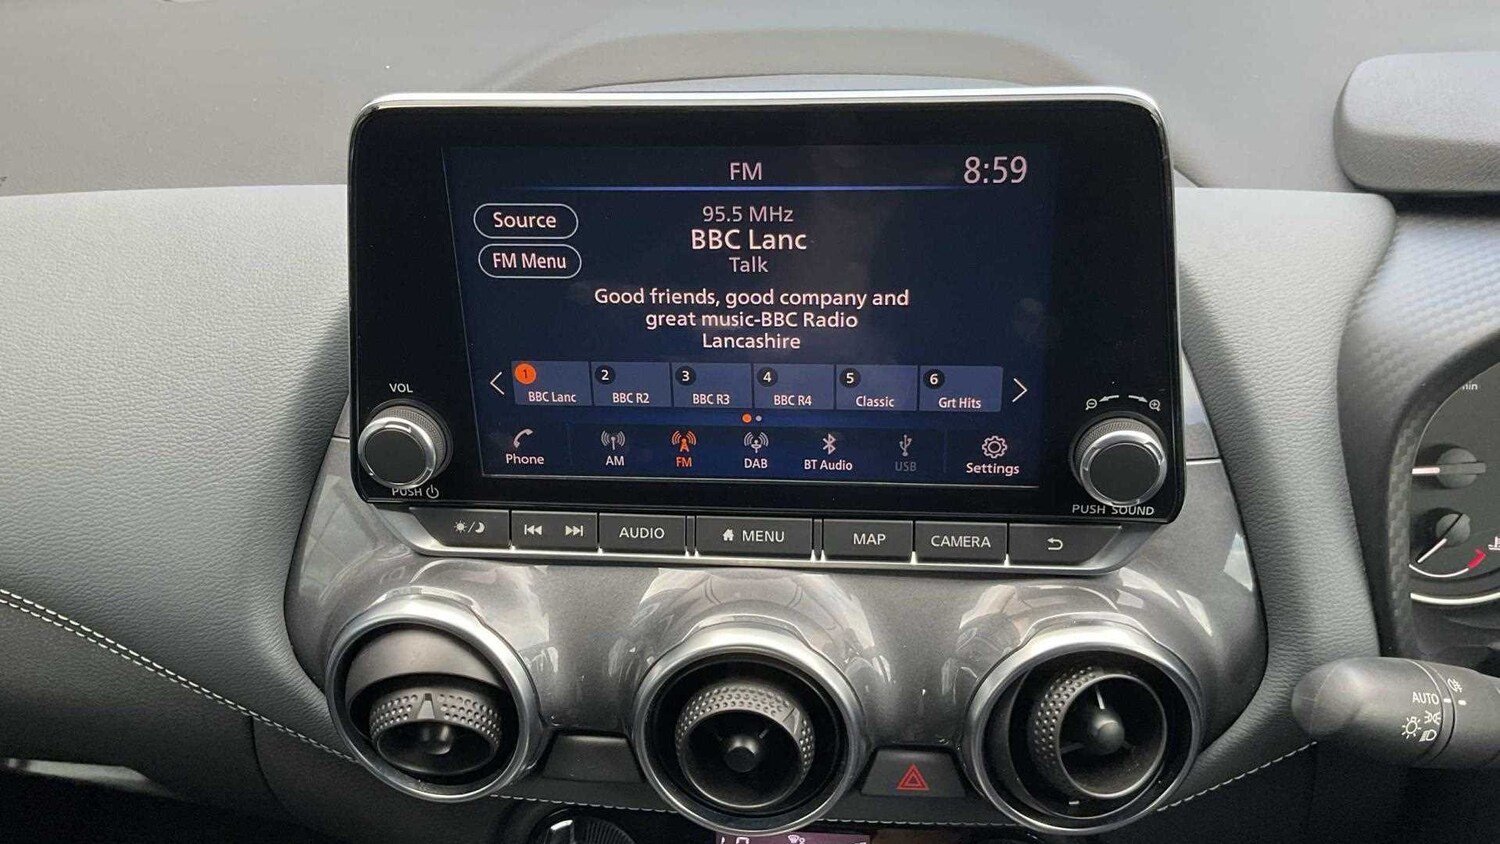 FM
8:59
Source
FM Menu
95.5 MHz
BBC Lanc
Talk
Good friends, good company and
great music-BBC Radio
Lancashire
1
BBC Lanc
2
BBC R2
3
BBC R3
4
BBC R4
5
Classic
6
Grt Hits
Phone
AM
FM
DAB
BT Audio
USB
Settings
VOL
PUSH
PUSH SOUND
AUDIO
MENU
MAP
CAMERA
AUTO